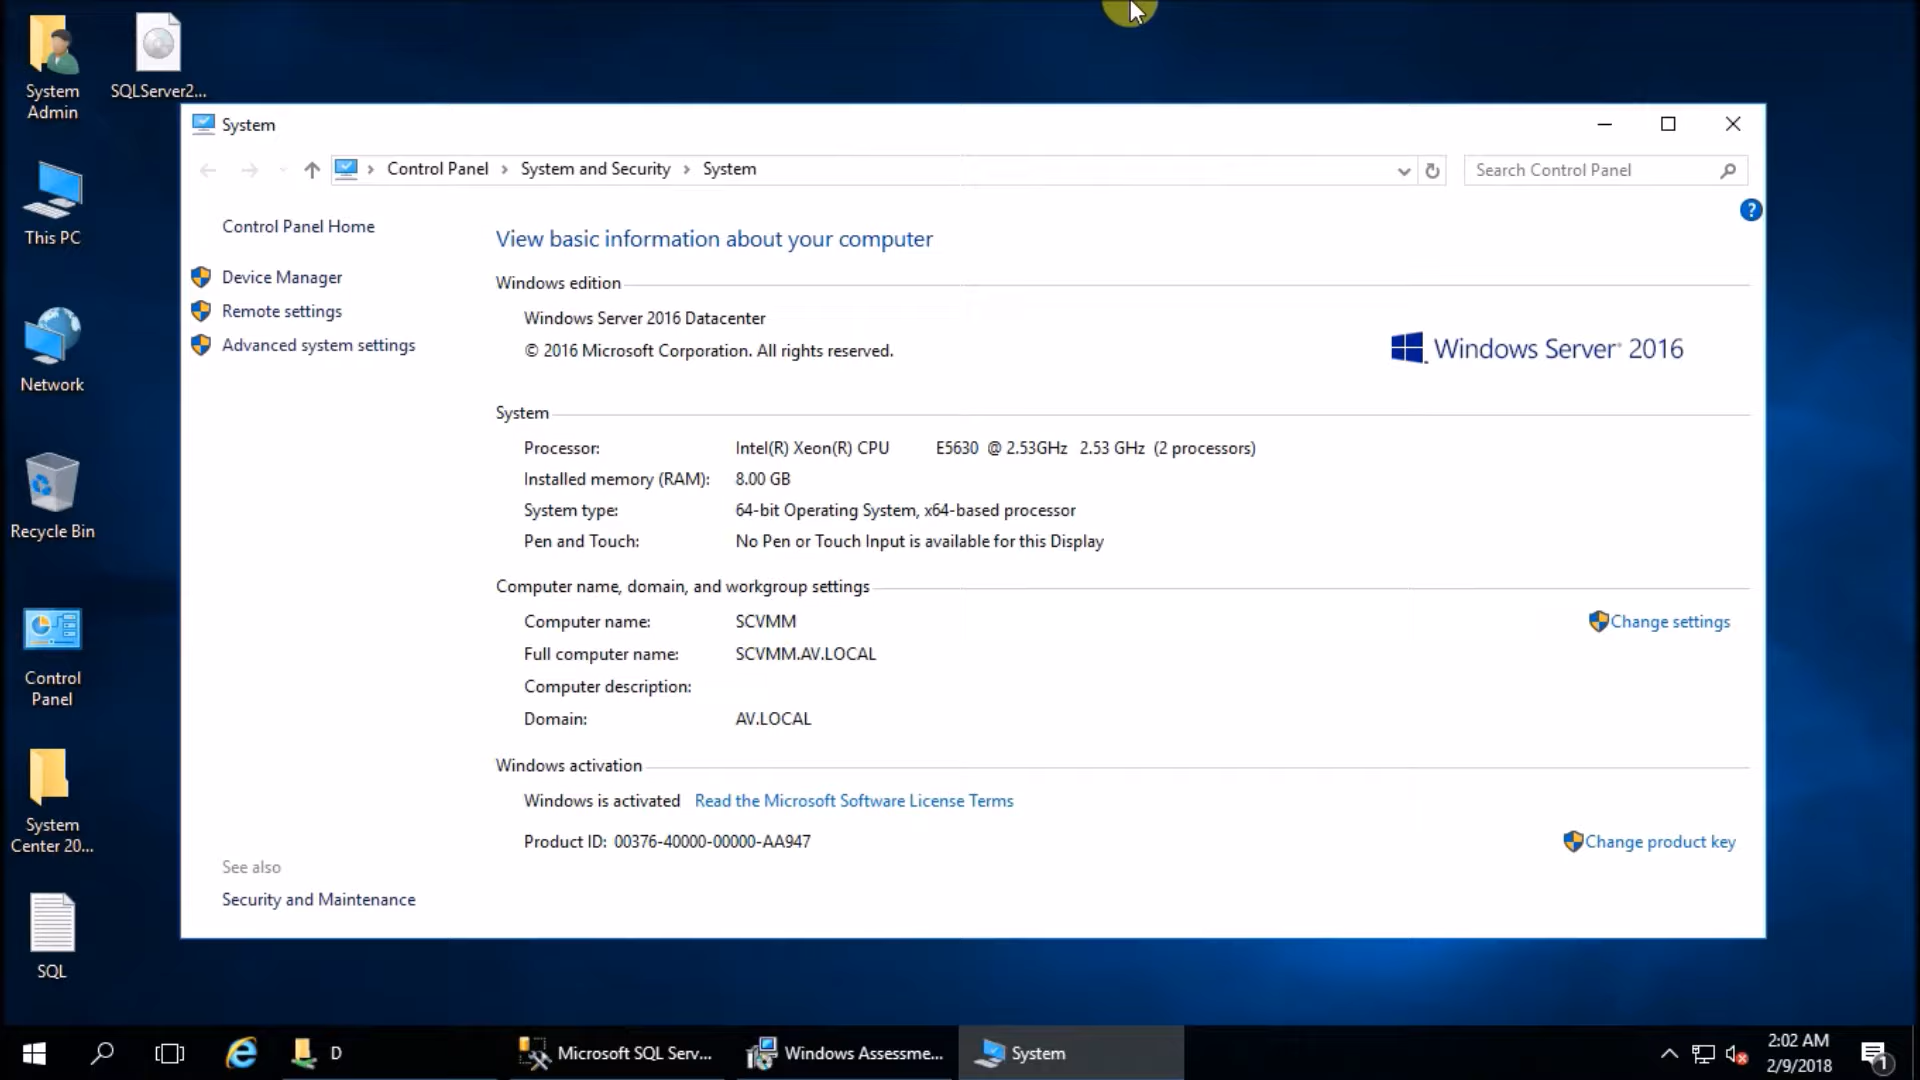 System
Admin
SQLServer2...
This PC
Network
Recycle Bin
Control
Panel
System
Center 20...
SQL
System
Control Panel > System and Security > System
Search Control Panel
?
Control Panel Home
Device Manager
Remote settings
Advanced system settings
View basic information about your computer
Windows edition
Windows Server 2016 Datacenter
© 2016 Microsoft Corporation. All rights reserved.
Windows Server® 2016
System
Processor: Intel(R) Xeon(R) CPU E5630 @ 2.53GHz 2.53 GHz (2 processors)
Installed memory (RAM): 8.00 GB
System type: 64-bit Operating System, x64-based processor
Pen and Touch: No Pen or Touch Input is available for this Display
Computer name, domain, and workgroup settings
Computer name: SCVMM
Change settings
Full computer name: SCVMM.AV.LOCAL
Computer description:
Domain: AV.LOCAL
Windows activation
Windows is activated Read the Microsoft Software License Terms
Product ID: 00376-40000-00000-AA947
Change product key
See also
Security and Maintenance
D
Microsoft SQL Serv...
Windows Assessme...
System
2:02 AM
2/9/2018
1